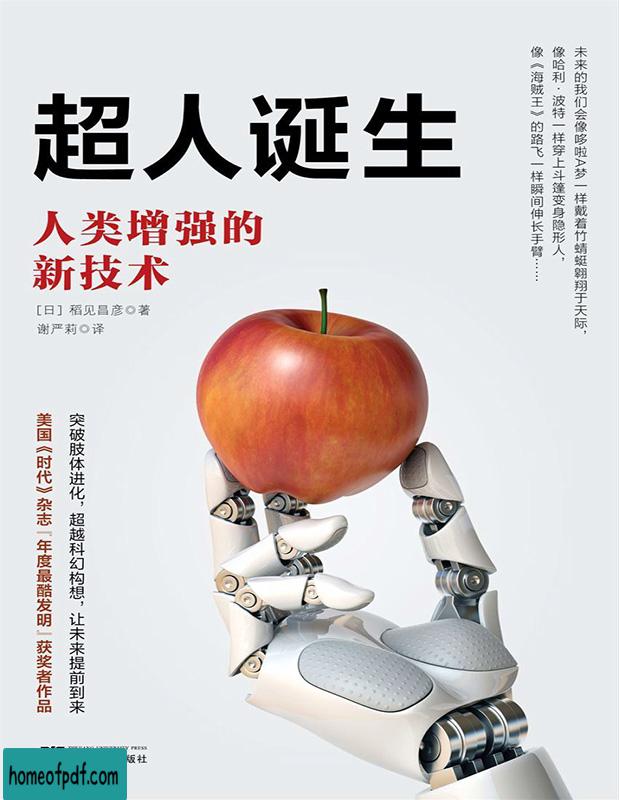 未来的我们会像哆啦A梦一样戴着竹蜻蜓翱翔于天际，
像哈利·波特一样穿上斗篷变身隐形人，
像《海贼王》的路飞一样瞬间伸长手臂……
超人诞生
人类增强的
新技术
［日］稻见昌彦◎著
谢严莉◎译
突破肢体进化，超越科幻构想，让未来提前到来
美国《时代》杂志“年度最酷发明”获奖者作品
ZHEJIANG UNIVERSITY PRESS
版社
homeofpdf.com